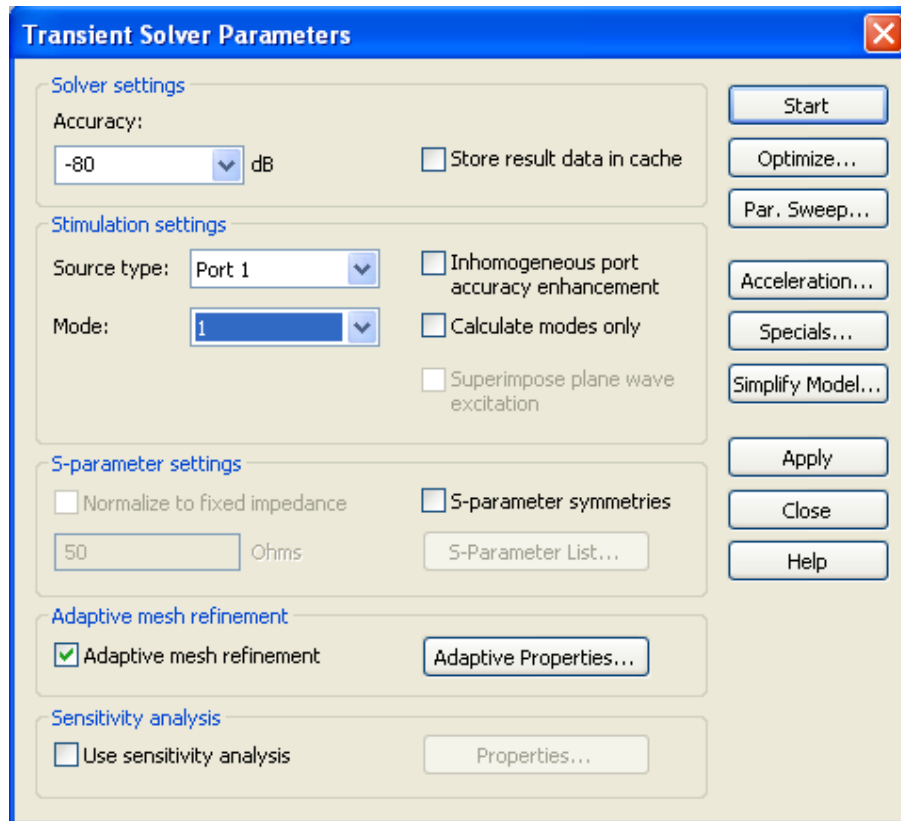 Transient Solver Parameters
Solver settings
Accuracy:
-80 dB
Store result data in cache
Stimulation settings
Source type: Port 1
Inhomogeneous port
accuracy enhancement
Mode: 1
Calculate modes only
Superimpose plane wave
excitation
S-parameter settings
Normalize to fixed impedance
S-parameter symmetries
50 Ohms
S-Parameter List...
Adaptive mesh refinement
Adaptive mesh refinement
Adaptive Properties...
Sensitivity analysis
Use sensitivity analysis
Properties...
Start
Optimize...
Par. Sweep...
Acceleration...
Specials...
Simplify Model...
Apply
Close
Help